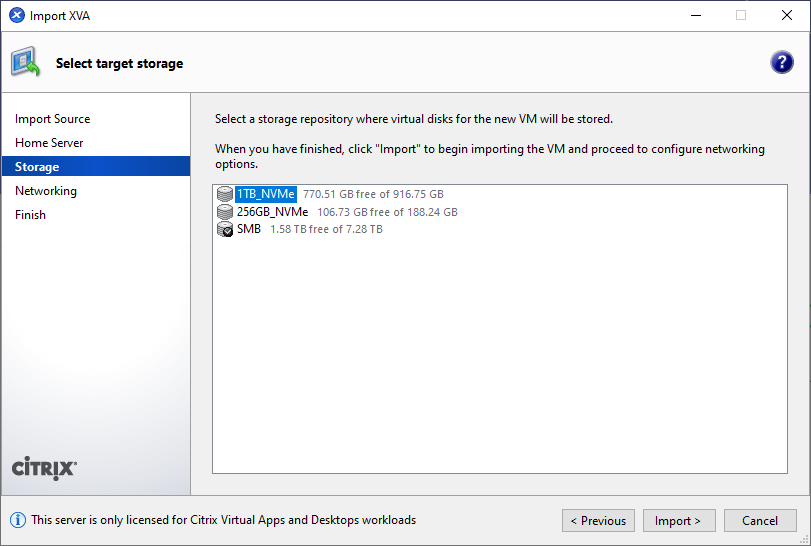 Import XVA
Select target storage
?
Import Source
Home Server
Storage
Networking
Finish
Select a storage repository where virtual disks for the new VM will be stored.
When you have finished, click "Import" to begin importing the VM and proceed to configure networking
options.
1TB_NVMe 770.51 GB free of 916.75 GB
256GB_NVMe 106.73 GB free of 188.24 GB
SMB 1.58 TB free of 7.28 TB
CITRIX
This server is only licensed for Citrix Virtual Apps and Desktops workloads
< Previous
Import >
Cancel